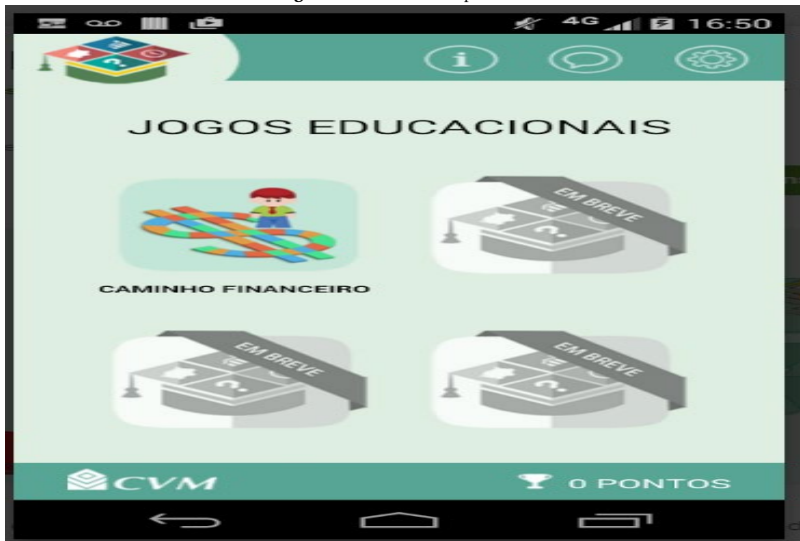 4G 16:50
i
JOGOS EDUCACIONAIS
EM BREVE
CAMINHO FINANCEIRO
EM BREVE
EM BREVE
CVM
0 PONTOS